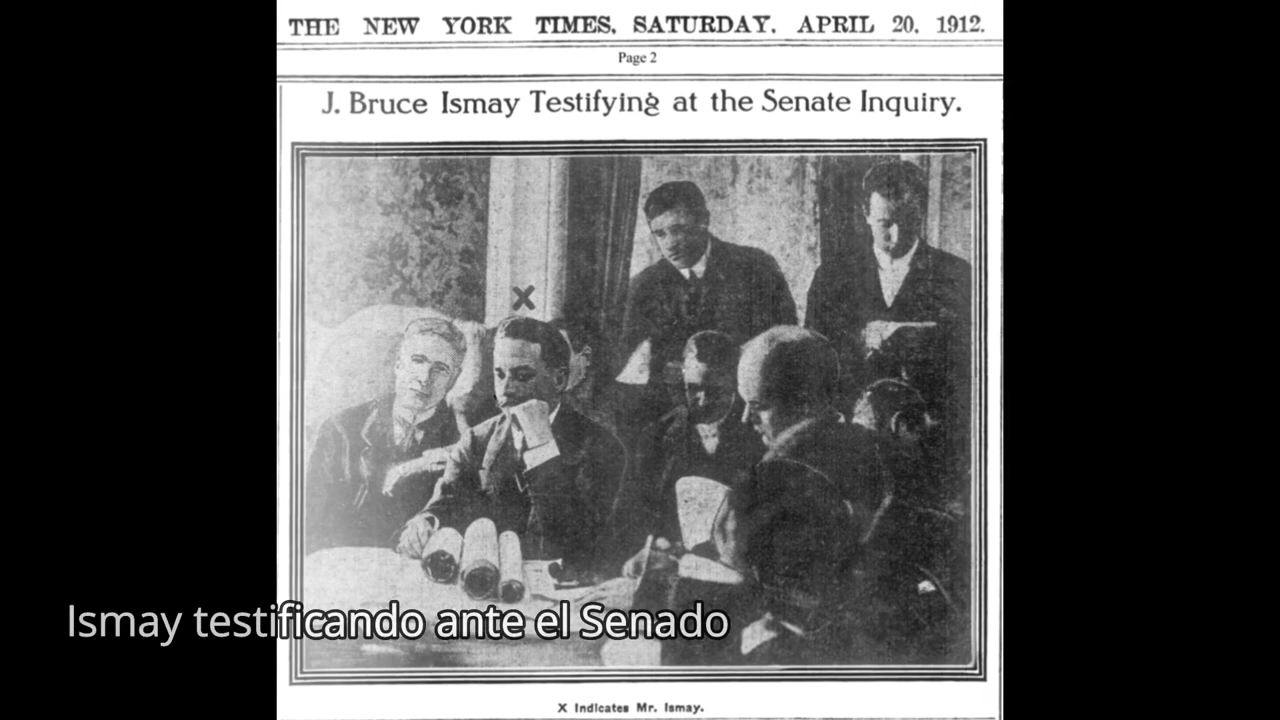 THE NEW YORK TIMES, SATURDAY, APRIL 20, 1912.
Page 2
J. Bruce Ismay Testifying at the Senate Inquiry.
X
Ismay testificando ante el Senado
X Indicates Mr. Ismay.